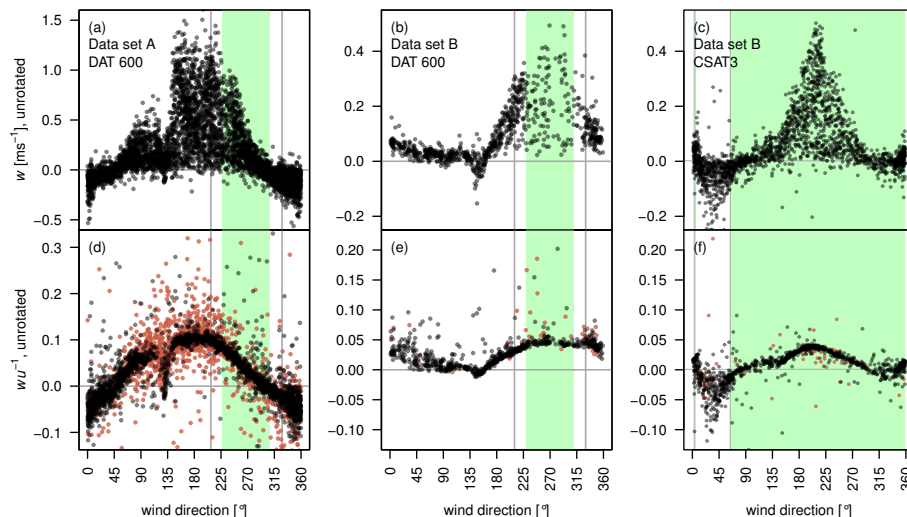 (a)
Data set A
DAT 600
(b)
Data set B
DAT 600
(c)
Data set B
CSAT3
w [ms⁻¹], unrotated
1.5
1.0
0.5
0.0
−0.5
0.4
0.2
0.0
−0.2
0.4
0.2
0.0
−0.2
(d)
(e)
(f)
wu⁻¹, unrotated
0.3
0.2
0.1
0.0
−0.1
0.20
0.15
0.10
0.05
0.00
−0.05
−0.10
0.20
0.15
0.10
0.05
0.00
−0.05
−0.10
0 45 90 135 180 225 270 315 360
0 45 90 135 180 225 270 315 360
0 45 90 135 180 225 270 315 360
wind direction [°]
wind direction [°]
wind direction [°]